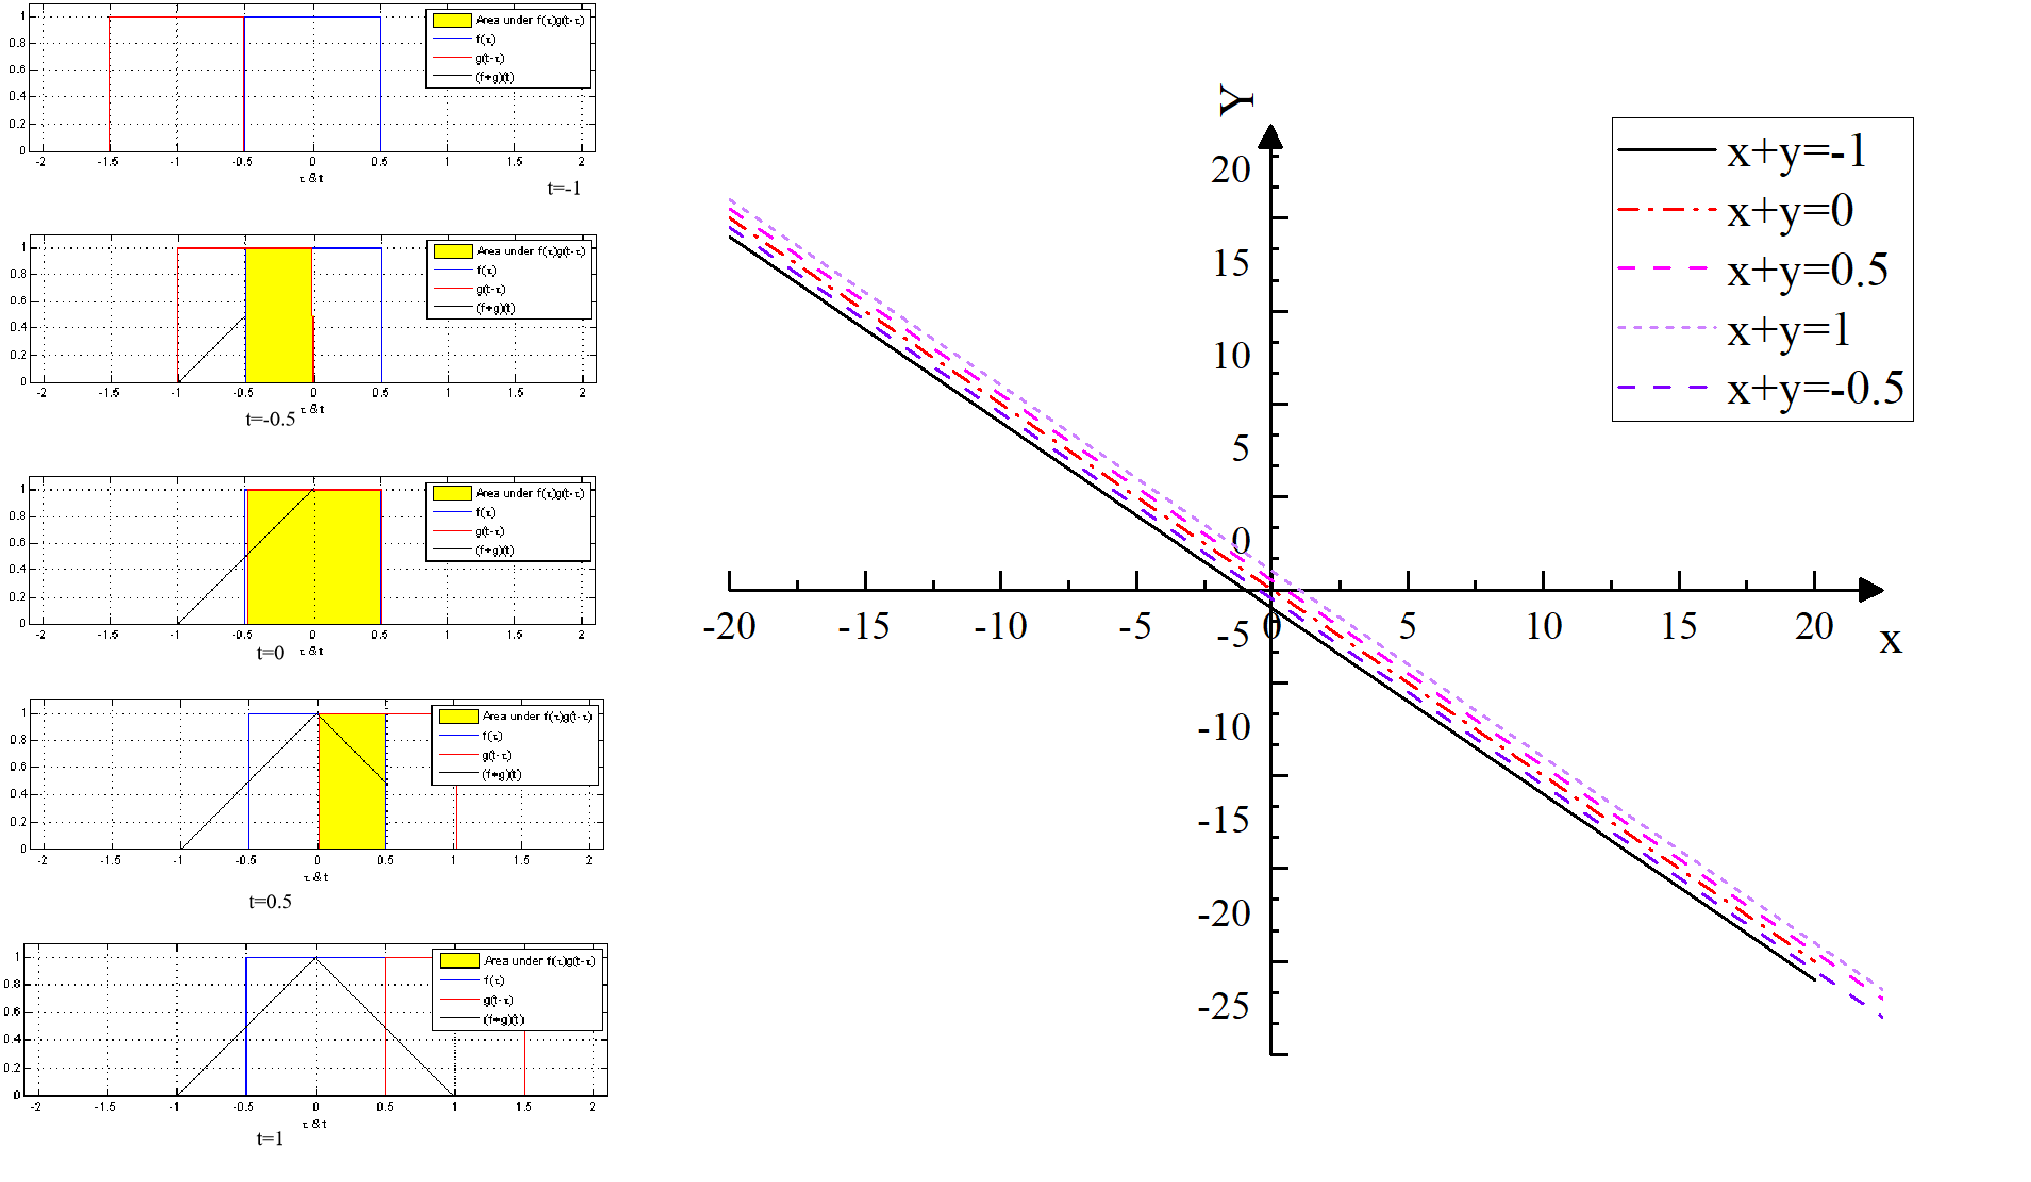 1
0.8
0.6
0.4
0.2
0
-2 -1.5 -1 -0.5 0 0.5 1 1.5 2
τ & t
t=-1
Area under f(τ)g(t-τ)
f(τ)
g(t-τ)
(f*g)(t)
1
0.8
0.6
0.4
0.2
0
-2 -1.5 -1 -0.5 0 0.5 1 1.5 2
τ & t
t=-0.5
Area under f(τ)g(t-τ)
f(τ)
g(t-τ)
(f*g)(t)
1
0.8
0.6
0.4
0.2
0
-2 -1.5 -1 -0.5 0 0.5 1 1.5 2
τ & t
t=0
Area under f(τ)g(t-τ)
f(τ)
g(t-τ)
(f*g)(t)
1
0.8
0.6
0.4
0.2
0
-2 -1.5 -1 -0.5 0 0.5 1 1.5 2
τ & t
t=0.5
Area under f(τ)g(t-τ)
f(τ)
g(t-τ)
(f*g)(t)
1
0.8
0.6
0.4
0.2
0
-2 -1.5 -1 -0.5 0 0.5 1 1.5 2
τ & t
t=1
Area under f(τ)g(t-τ)
f(τ)
g(t-τ)
(f*g)(t)
Y
20
15
10
5
0
-5
-10
-15
-20
-25
-20 -15 -10 -5 0 5 10 15 20
x
x+y=-1
x+y=0
x+y=0.5
x+y=1
x+y=-0.5